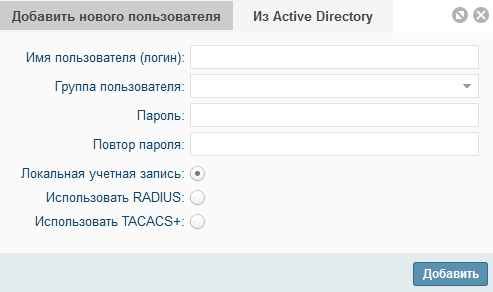 Добавить нового пользователя Из Active Directory
Имя пользователя (логин):
Группа пользователя:
Пароль:
Повтор пароля:
Локальная учетная запись:
Использовать RADIUS:
Использовать TACACS+:
Добавить